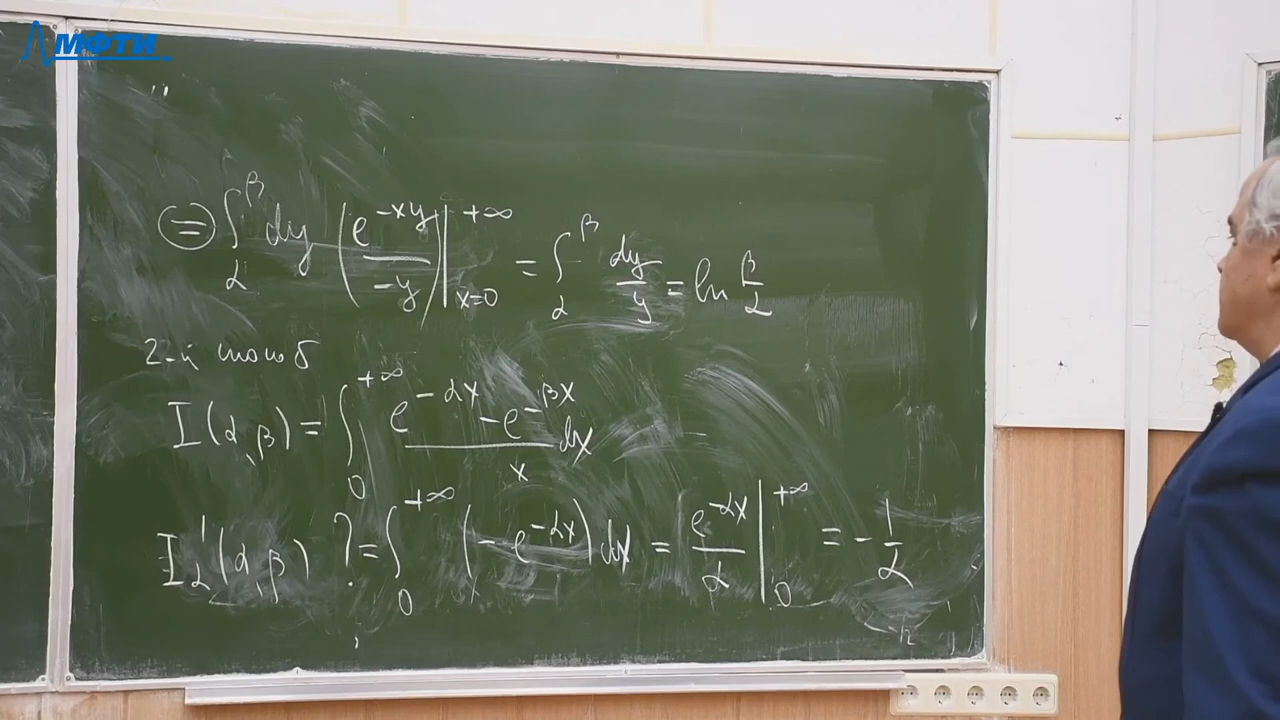 МФТИ
(=) ∫_α^β dy (e^{-xy}/(-y))|_{x=0}^{+∞} = ∫_α^β dy/y = ln β/α
2-й способ
I(α,β) = ∫_0^{+∞} (e^{-αx} - e^{-βx})/x dx
I'_α(α,β) ?= ∫_0^{+∞} (-e^{-αx}) dx = e^{-αx}/α |_0^{+∞} = - 1/α